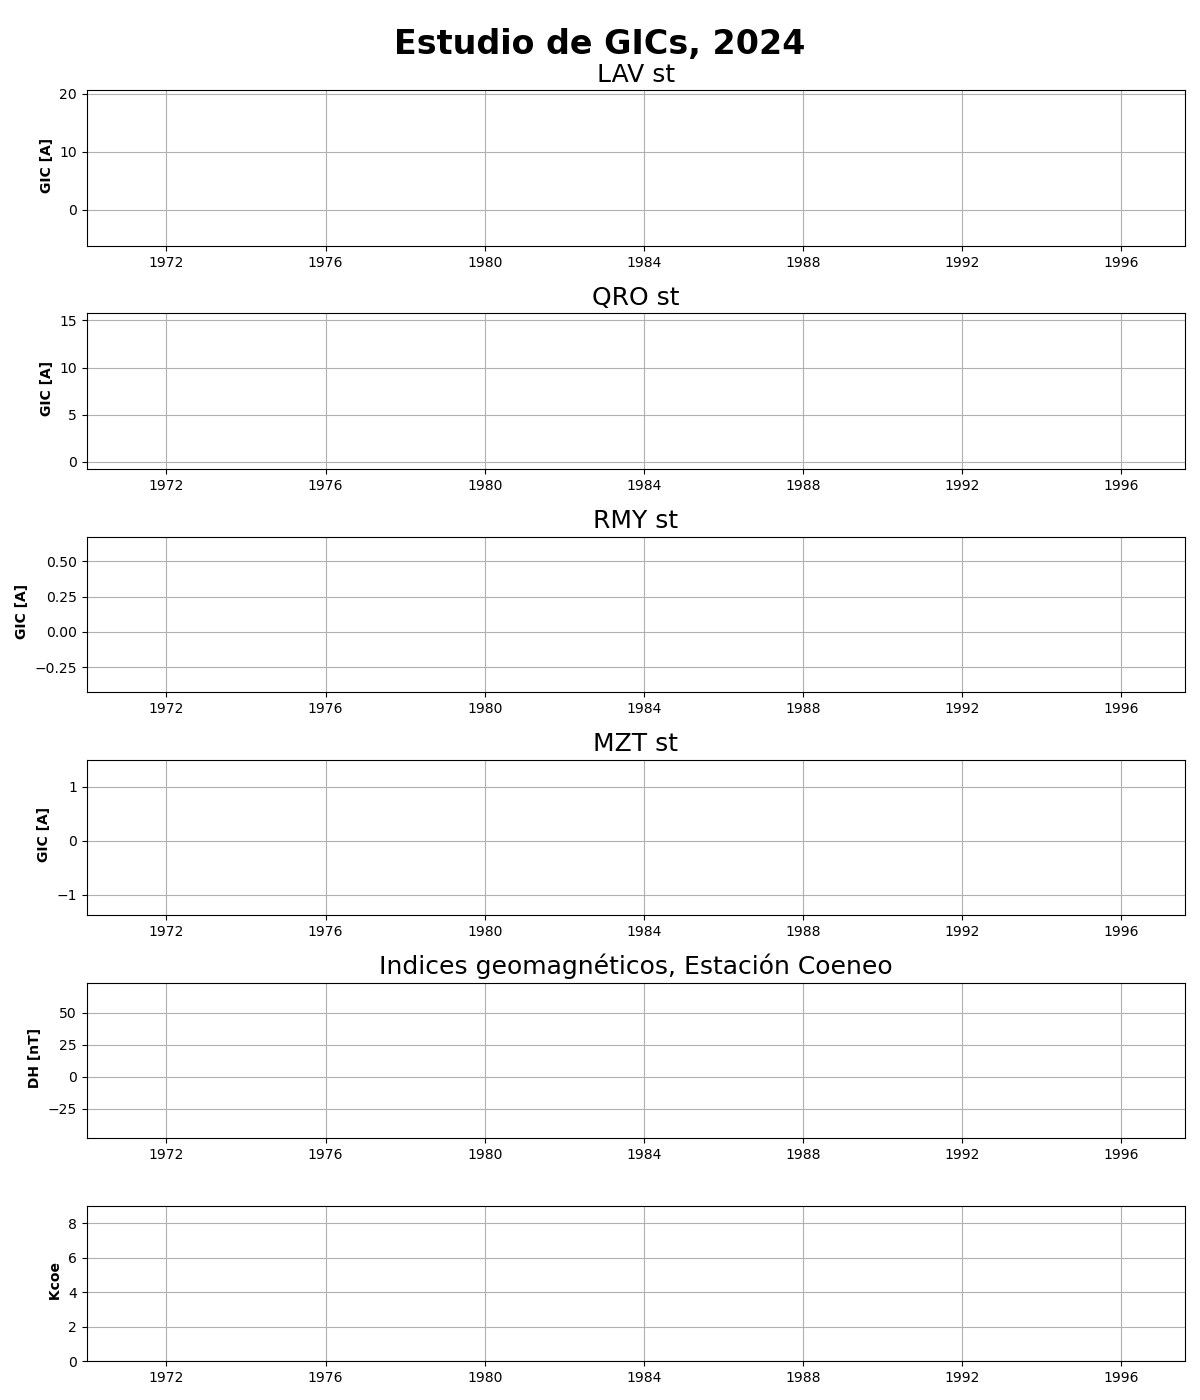 Estudio de GICs, 2024
LAV st
GIC [A]
20
10
0
1972 1976 1980 1984 1988 1992 1996
QRO st
GIC [A]
15
10
5
0
1972 1976 1980 1984 1988 1992 1996
RMY st
GIC [A]
0.50
0.25
0.00
−0.25
1972 1976 1980 1984 1988 1992 1996
MZT st
GIC [A]
1
0
−1
1972 1976 1980 1984 1988 1992 1996
Indices geomagnéticos, Estación Coeneo
DH [nT]
50
25
0
−25
1972 1976 1980 1984 1988 1992 1996
Kcoe
8
6
4
2
0
1972 1976 1980 1984 1988 1992 1996